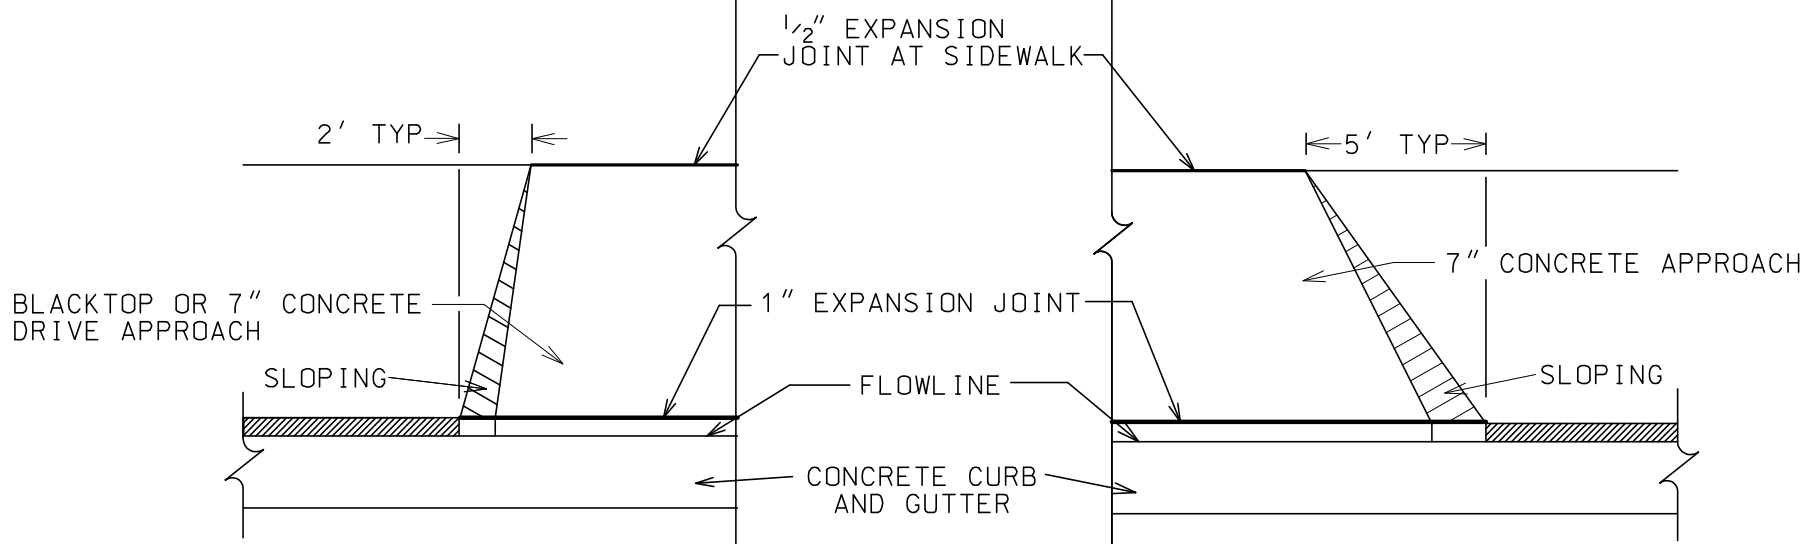 1/2" EXPANSION
JOINT AT SIDEWALK
2' TYP
5' TYP
7" CONCRETE APPROACH
BLACKTOP OR 7" CONCRETE
DRIVE APPROACH
1" EXPANSION JOINT
SLOPING
FLOWLINE
SLOPING
CONCRETE CURB
AND GUTTER